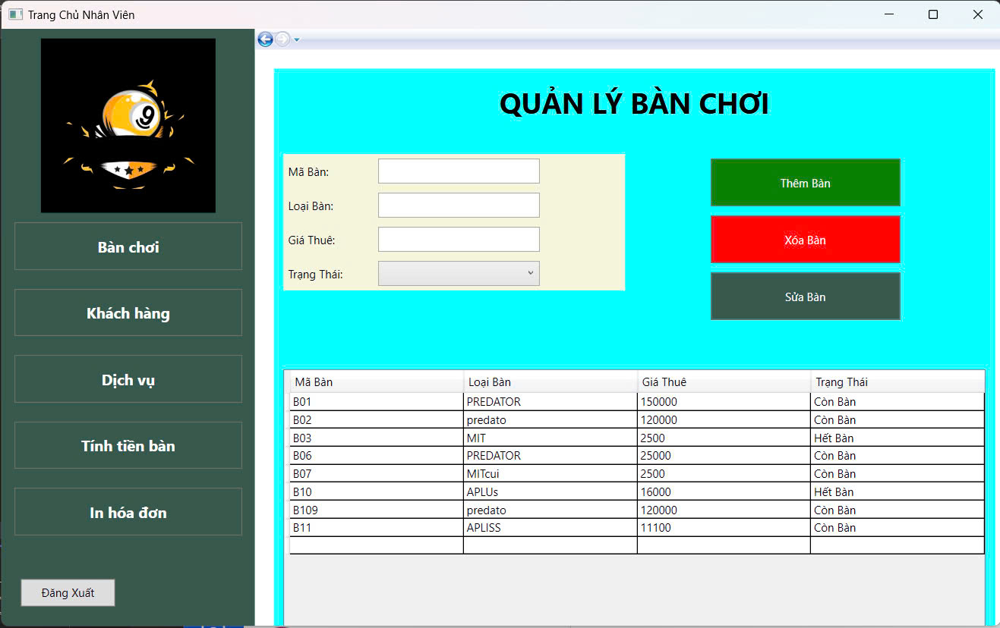 Trang Chủ Nhân Viên
9
Bàn chơi
Khách hàng
Dịch vụ
Tính tiền bàn
In hóa đơn
Đăng Xuất
QUẢN LÝ BÀN CHƠI
Mã Bàn:
Loại Bàn:
Giá Thuê:
Trạng Thái:
Thêm Bàn
Xóa Bàn
Sửa Bàn
Mã Bàn Loại Bàn Giá Thuê Trạng Thái
B01 PREDATOR 150000 Còn Bàn
B02 predato 120000 Còn Bàn
B03 MIT 2500 Hết Bàn
B06 PREDATOR 25000 Còn Bàn
B07 MITcui 2500 Còn Bàn
B10 APLUs 16000 Hết Bàn
B109 predato 120000 Còn Bàn
B11 APLISS 11100 Còn Bàn